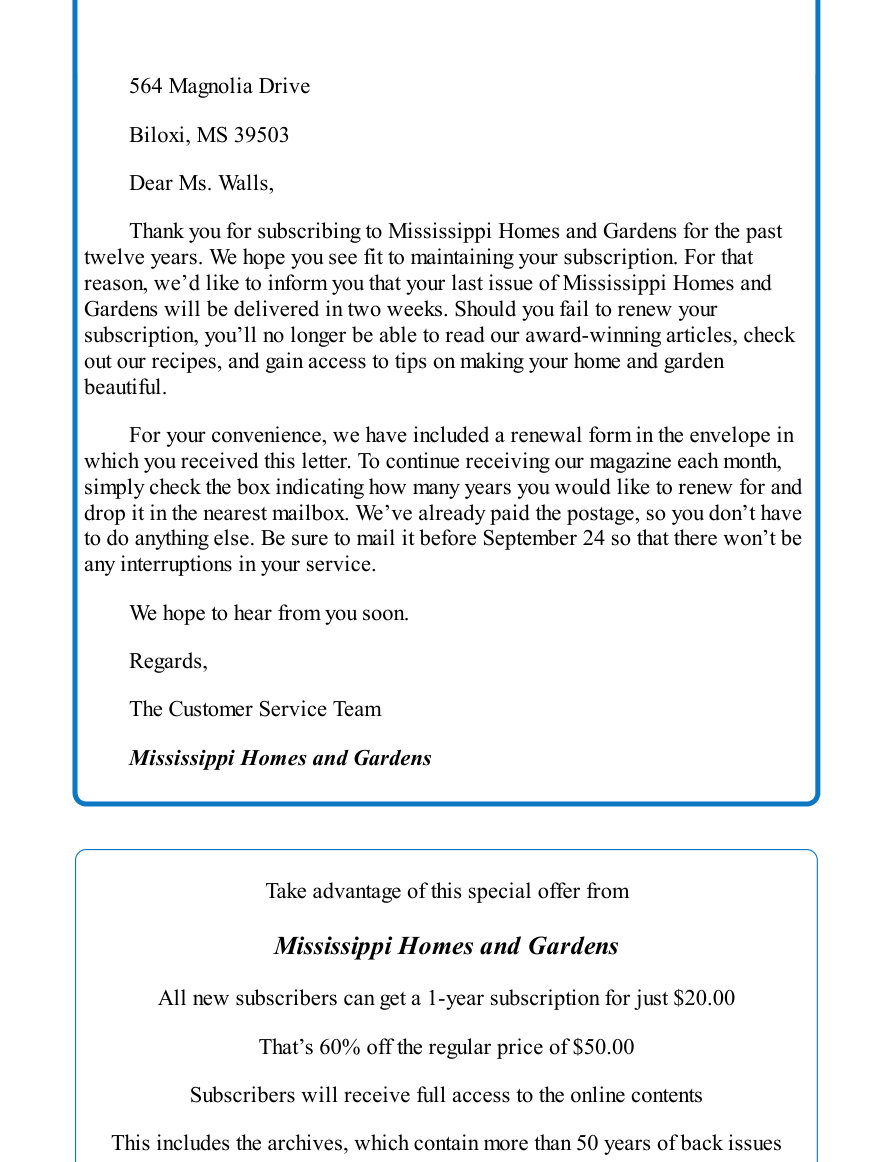 564 Magnolia Drive
Biloxi, MS 39503
Dear Ms. Walls,
Thank you for subscribing to Mississippi Homes and Gardens for the past
twelve years. We hope you see fit to maintaining your subscription. For that
reason, we’d like to inform you that your last issue of Mississippi Homes and
Gardens will be delivered in two weeks. Should you fail to renew your
subscription, you’ll no longer be able to read our award-winning articles, check
out our recipes, and gain access to tips on making your home and garden
beautiful.
For your convenience, we have included a renewal form in the envelope in
which you received this letter. To continue receiving our magazine each month,
simply check the box indicating how many years you would like to renew for and
drop it in the nearest mailbox. We’ve already paid the postage, so you don’t have
to do anything else. Be sure to mail it before September 24 so that there won’t be
any interruptions in your service.
We hope to hear from you soon.
Regards,
The Customer Service Team
Mississippi Homes and Gardens
Take advantage of this special offer from
Mississippi Homes and Gardens
All new subscribers can get a 1-year subscription for just $20.00
That’s 60% off the regular price of $50.00
Subscribers will receive full access to the online contents
This includes the archives, which contain more than 50 years of back issues